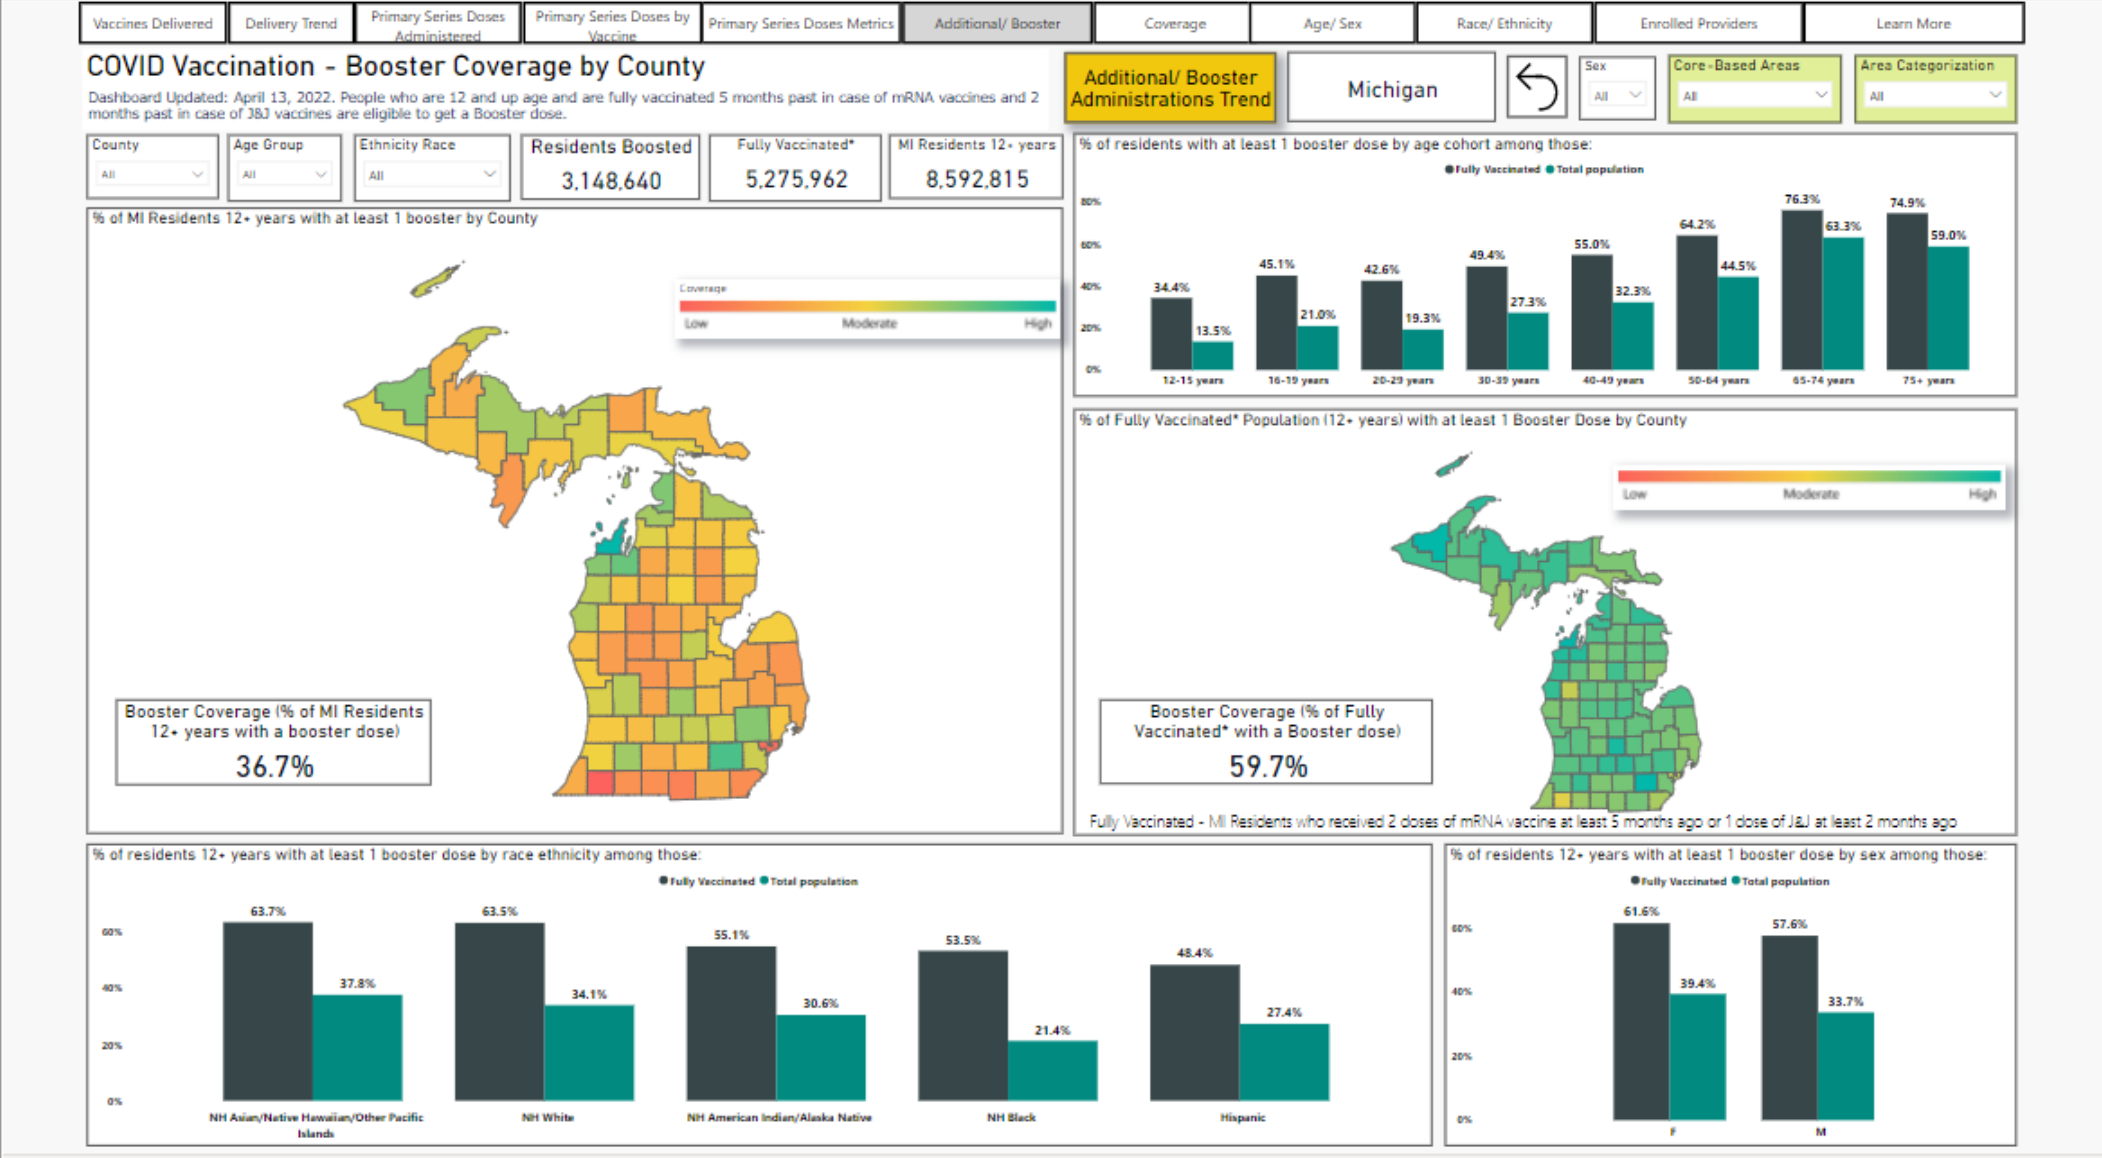 Vaccines Delivered
Delivery Trend
Primary Series Doses
Administered
Primary Series Doses by
Vaccine
Primary Series Doses Metrics
Additional/ Booster
Coverage
Age/ Sex
Race/ Ethnicity
Enrolled Providers
Learn More
COVID Vaccination - Booster Coverage by County
Dashboard Updated: April 13, 2022. People who are 12 and up age and are fully vaccinated 5 months past in case of mRNA vaccines and 2
months past in case of J&J vaccines are eligible to get a Booster dose.
Additional/ Booster
Administrations Trend
Michigan
Sex
All
Core-Based Areas
All
Area Categorization
All
County
All
Age Group
All
Ethnicity Race
All
Residents Boosted
3,148,640
Fully Vaccinated*
5,275,962
MI Residents 12+ years
8,592,815
% of MI Residents 12+ years with at least 1 booster by County
Coverage
Low
Moderate
High
Booster Coverage (% of MI Residents
12+ years with a booster dose)
36.7%
% of residents with at least 1 booster dose by age cohort among those:
Fully Vaccinated
Total population
80%
60%
40%
20%
0%
34.4%
13.5%
45.1%
21.0%
42.6%
19.3%
49.4%
27.3%
55.0%
32.3%
64.2%
44.5%
76.3%
63.3%
74.9%
59.0%
12-15 years
16-19 years
20-29 years
30-39 years
40-49 years
50-64 years
65-74 years
75+ years
% of Fully Vaccinated* Population (12+ years) with at least 1 Booster Dose by County
Low
Moderate
High
Booster Coverage (% of Fully
Vaccinated* with a Booster dose)
59.7%
Fully Vaccinated - MI Residents who received 2 doses of mRNA vaccine at least 5 months ago or 1 dose of J&J at least 2 months ago
% of residents 12+ years with at least 1 booster dose by race ethnicity among those:
Fully Vaccinated
Total population
60%
40%
20%
0%
63.7%
37.8%
63.5%
34.1%
55.1%
30.6%
53.5%
21.4%
48.4%
27.4%
NH Asian/Native Hawaiian/Other Pacific
Islands
NH White
NH American Indian/Alaska Native
NH Black
Hispanic
% of residents 12+ years with at least 1 booster dose by sex among those:
Fully Vaccinated
Total population
60%
40%
20%
0%
61.6%
39.4%
57.6%
33.7%
F
M